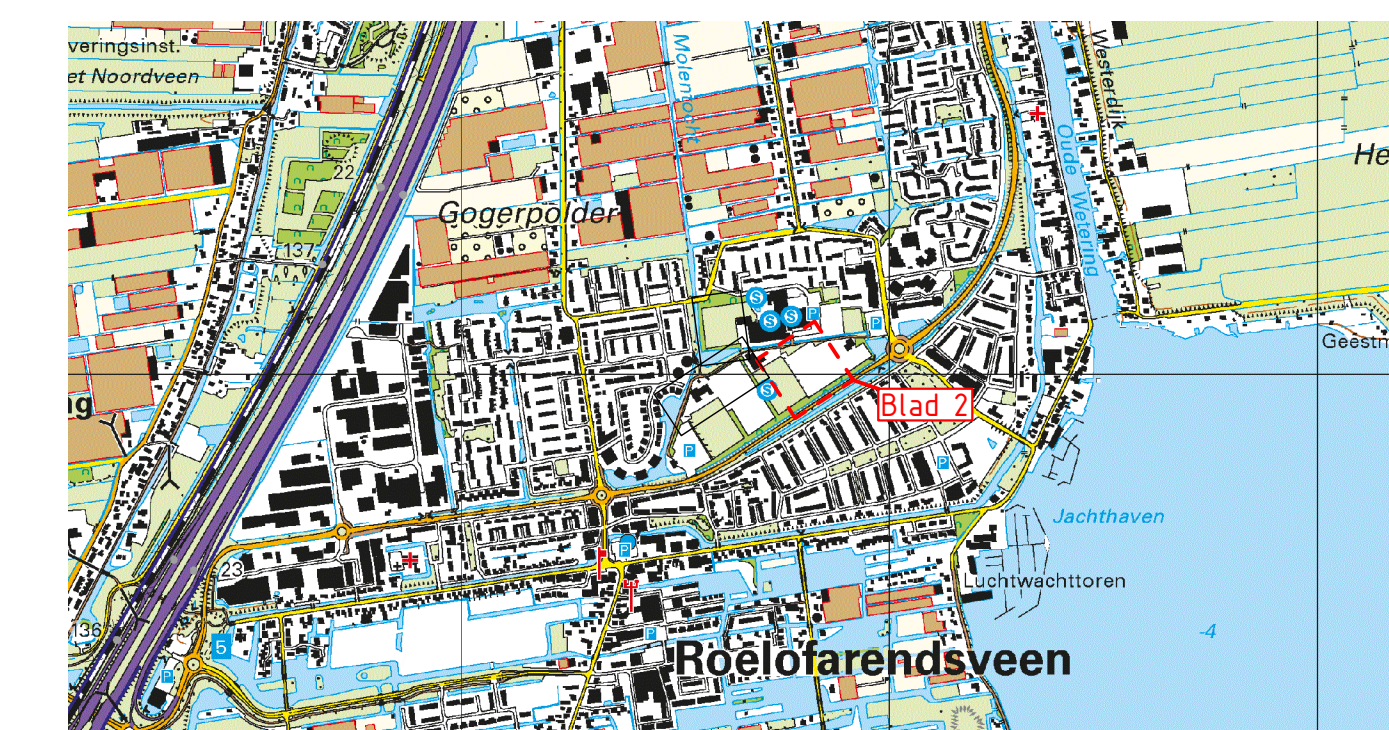 veringsinst.
et Noordveen
Molentocht
Westerdijk
Oude Wetering
He
22
Gogerpolder
137
S
S
S
P
P
Geestm
S
Blad 2
ng
P
P
Jachthaven
P
23
Luchtwachttoren
136
5
P
P
-4
Roelofarendsveen